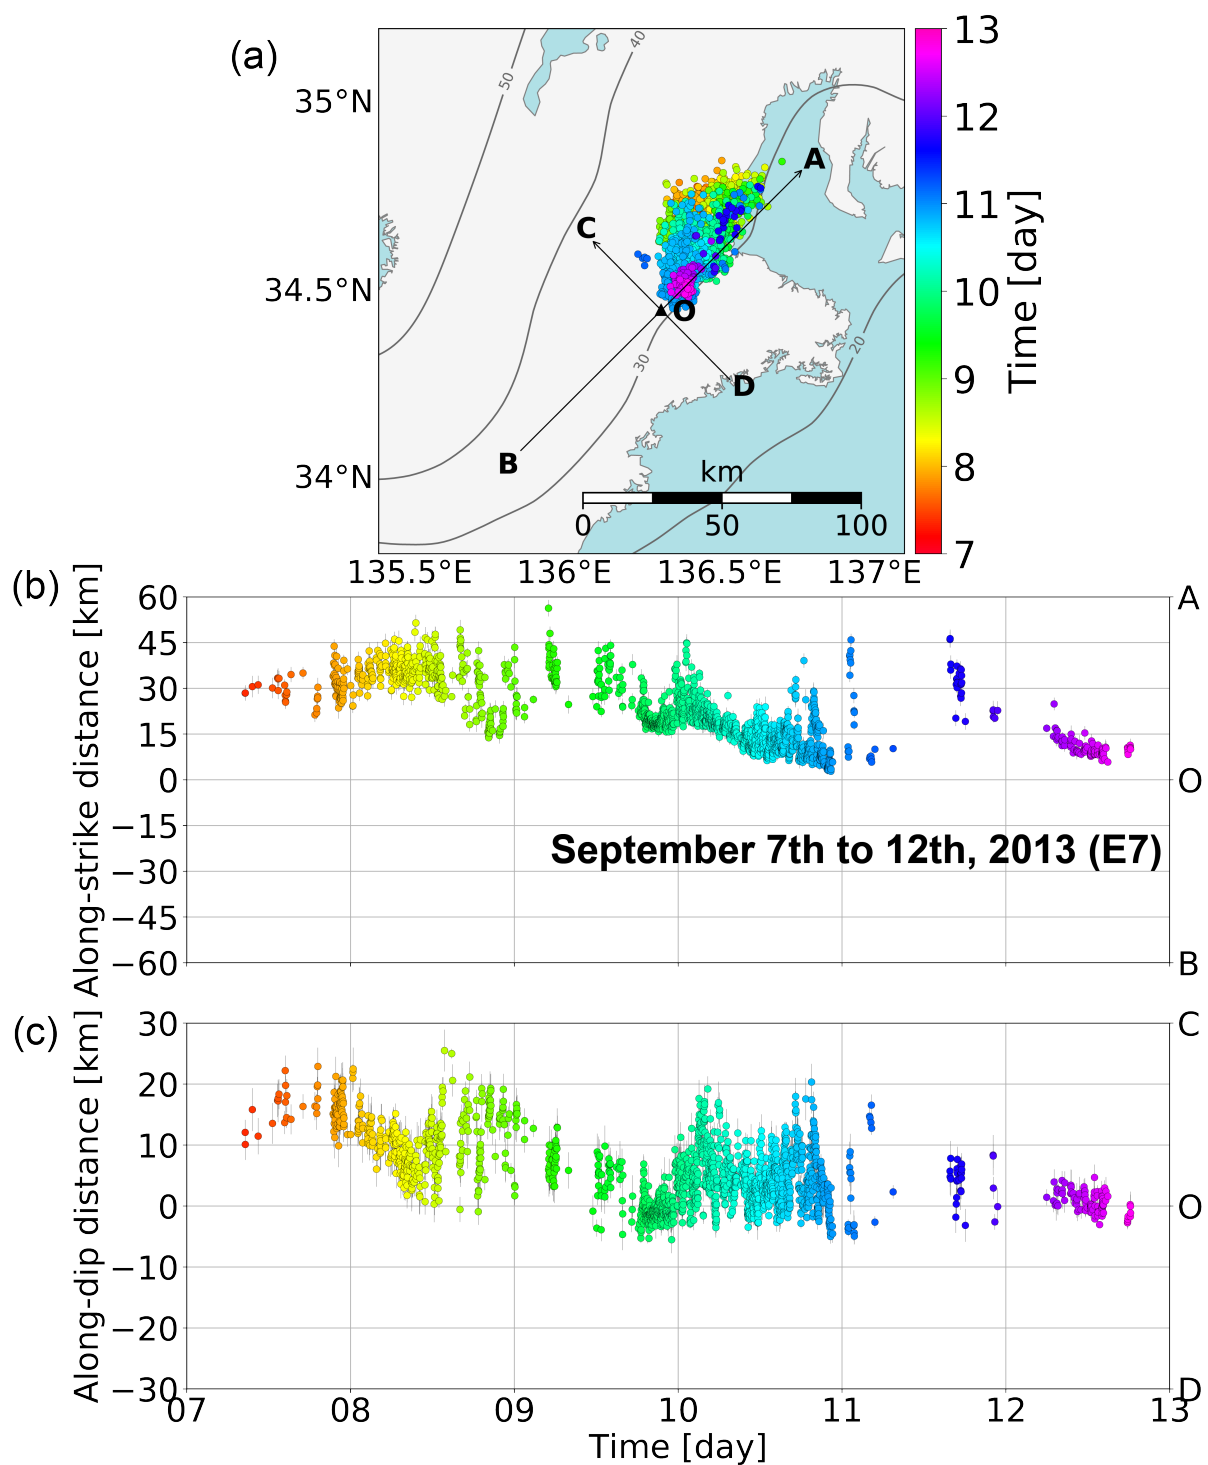 (a)
50
40
13
35°N
A
12
C
11
34.5°N
O
10
30
20
D
9
Time [day]
B
8
34°N
km
0 50 100
7
135.5°E 136°E 136.5°E 137°E
(b)
Along-strike distance [km]
60
45
30
15
0
−15
−30
−45
−60
A
O
B
September 7th to 12th, 2013 (E7)
(c)
Along-dip distance [km]
30
20
10
0
−10
−20
−30
C
O
D
07 08 09 10 11 12 13
Time [day]